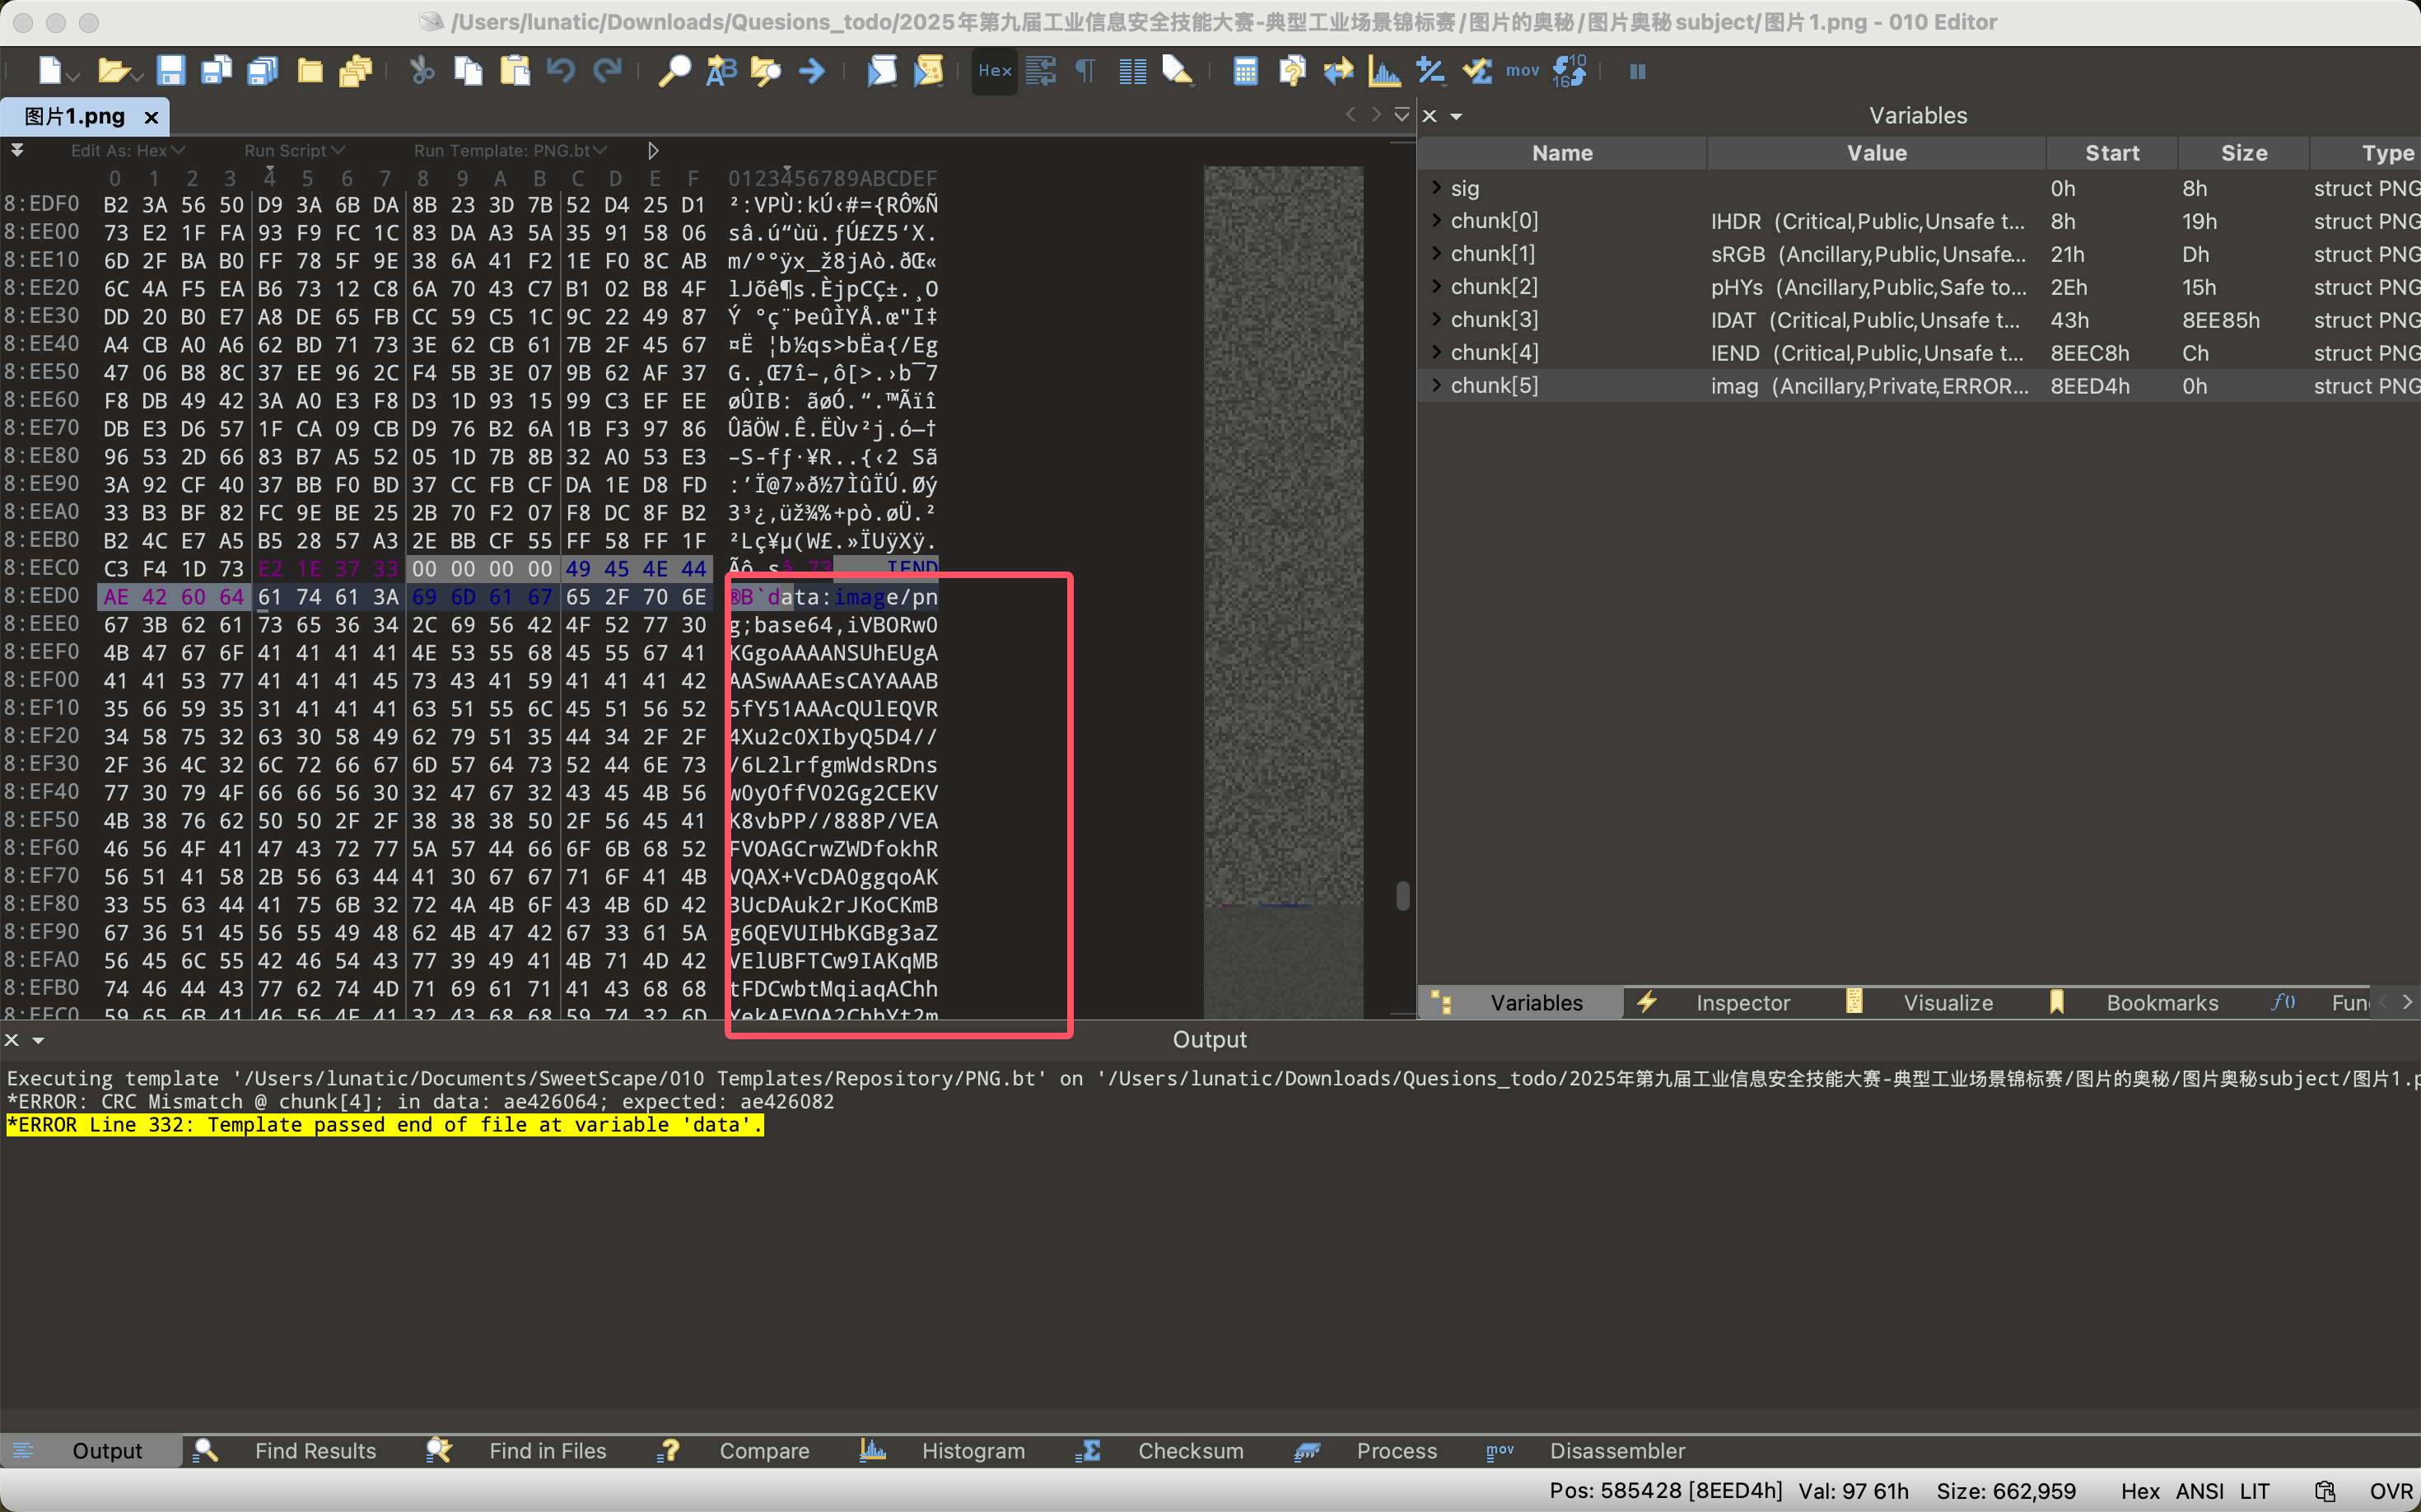 /Users/lunatic/Downloads/Quesions_todo/2025年第九届工业信息安全技能大赛-典型工业场景锦标赛/图片的奥秘/图片奥秘subject/图片1.png - 010 Editor
Hex
mov
图片1.png
Edit As: Hex Run Script Run Template: PNG.bt
0 1 2 3 4 5 6 7 8 9 A B C D E F 0123456789ABCDEF
8:EDF0 B2 3A 56 50 D9 3A 6B DA 8B 23 3D 7B 52 D4 25 D1 ²:VPÙ:kÚ‹#={RÔ%Ñ
8:EE00 73 E2 1F FA 93 F9 FC 1C 83 DA A3 5A 35 91 58 06 sâ.ú“ùü.ƒÚ£Z5‘X.
8:EE10 6D 2F BA B0 FF 78 5F 9E 38 6A 41 F2 1E F0 8C AB m/º°ÿx_ž8jAò.ðŒ«
8:EE20 6C 4A F5 EA B6 73 12 C8 6A 70 43 C7 B1 02 B8 4F lJõê¶s.ÈjpCÇ±.¸O
8:EE30 DD 20 B0 E7 A8 DE 65 FB CC 59 C5 1C 9C 22 49 87 Ý °ç¨ÞeûÌYÅ.œ"I‡
8:EE40 A4 CB A0 A6 62 BD 71 73 3E 62 CB 61 7B 2F 45 67 ¤Ë ¦b½qs>bËa{/Eg
8:EE50 47 06 B8 8C 37 EE 96 2C F4 5B 3E 07 9B 62 AF 37 G.¸Œ7î–,ô[>.›b¯7
8:EE60 F8 DB 49 42 3A A0 E3 F8 D3 1D 93 15 99 C3 EF EE øÛIB: ãøÓ.“.™Ãïî
8:EE70 DB E3 D6 57 1F CA 09 CB D9 76 B2 6A 1B F3 97 86 ÛãÖW.Ê.ËÙv²j.ó—†
8:EE80 96 53 2D 66 83 B7 A5 52 05 1D 7B 8B 32 A0 53 E3 –S-fƒ·¥R..{‹2 Sã
8:EE90 3A 92 CF 40 37 BB F0 BD 37 CC FB CF DA 1E D8 FD :’Ï@7»ð½7ÌûÏÚ.Øý
8:EEA0 33 B3 BF 82 FC 9E BE 25 2B 70 F2 07 F8 DC 8F B2 3³¿‚üž¾%+pò.øÜ.²
8:EEB0 B2 4C E7 A5 B5 28 57 A3 2E BB CF 55 FF 58 FF 1F ²Lç¥µ(W£.»ÏUÿXÿ.
8:EEC0 C3 F4 1D 73 E2 1E 37 33 00 00 00 00 49 45 4E 44 Ãô.sâ.73....IEND
8:EED0 AE 42 60 64 61 74 61 3A 69 6D 61 67 65 2F 70 6E ®B`data:image/pn
8:EEE0 67 3B 62 61 73 65 36 34 2C 69 56 42 4F 52 77 30 g;base64,iVBORw0
8:EEF0 4B 47 67 6F 41 41 41 41 4E 53 55 68 45 55 67 41 KGgoAAAANSUhEUgA
8:EF00 41 41 53 77 41 41 41 45 73 43 41 59 41 41 41 42 AASwAAAEsCAYAAAB
8:EF10 35 66 59 35 31 41 41 41 63 51 55 6C 45 51 56 52 5fY51AAAcQUlEQVR
8:EF20 34 58 75 32 63 30 58 49 62 79 51 35 44 34 2F 2F 4Xu2c0XIbyQ5D4//
8:EF30 2F 36 4C 32 6C 72 66 67 6D 57 64 73 52 44 6E 73 /6L2lrfgmWdsRDns
8:EF40 77 30 79 4F 66 66 56 30 32 47 67 32 43 45 4B 56 w0yOffV02Gg2CEKV
8:EF50 4B 38 76 62 50 50 2F 2F 38 38 38 50 2F 56 45 41 K8vbPP//888P/VEA
8:EF60 46 56 4F 41 47 43 72 77 5A 57 44 66 6F 6B 68 52 FVOAGCrwZWDfokhR
8:EF70 56 51 41 58 2B 56 63 44 41 30 67 67 71 6F 41 4B VQAX+VcDA0ggqoAK
8:EF80 33 55 63 44 41 75 6B 32 72 4A 4B 6F 43 4B 6D 42 3UcDAuk2rJKoCKmB
8:EF90 67 36 51 45 56 55 49 48 62 4B 47 42 67 33 61 5A g6QEVUIHbKGBg3aZ
8:EFA0 56 45 6C 55 42 46 54 43 77 39 49 41 4B 71 4D 42 VElUBFTCw9IAKqMB
8:EFB0 74 46 44 43 77 62 74 4D 71 69 61 71 41 43 68 68 tFDCwbtMqiaqAChh
8:EFC0 59 65 6B 41 46 56 4F 41 32 43 68 68 59 74 32 6D YekAFVOA2ChhYt2m
Variables
Name Value Start Size Type
sig 0h 8h struct PNG
chunk[0] IHDR (Critical,Public,Unsafe t... 8h 19h struct PNG
chunk[1] sRGB (Ancillary,Public,Unsafe... 21h Dh struct PNG
chunk[2] pHYs (Ancillary,Public,Safe to... 2Eh 15h struct PNG
chunk[3] IDAT (Critical,Public,Unsafe t... 43h 8EE85h struct PNG
chunk[4] IEND (Critical,Public,Unsafe t... 8EEC8h Ch struct PNG
chunk[5] imag (Ancillary,Private,ERROR... 8EED4h 0h struct PNG
Variables Inspector Visualize Bookmarks f() Fun
Output
Executing template '/Users/lunatic/Documents/SweetScape/010 Templates/Repository/PNG.bt' on '/Users/lunatic/Downloads/Quesions_todo/2025年第九届工业信息安全技能大赛-典型工业场景锦标赛/图片的奥秘/图片奥秘subject/图片1.p
*ERROR: CRC Mismatch @ chunk[4]; in data: ae426064; expected: ae426082
*ERROR Line 332: Template passed end of file at variable 'data'.
Output Find Results Find in Files Compare Histogram Checksum Process mov Disassembler
Pos: 585428 [8EED4h] Val: 97 61h Size: 662,959 Hex ANSI LIT OVR